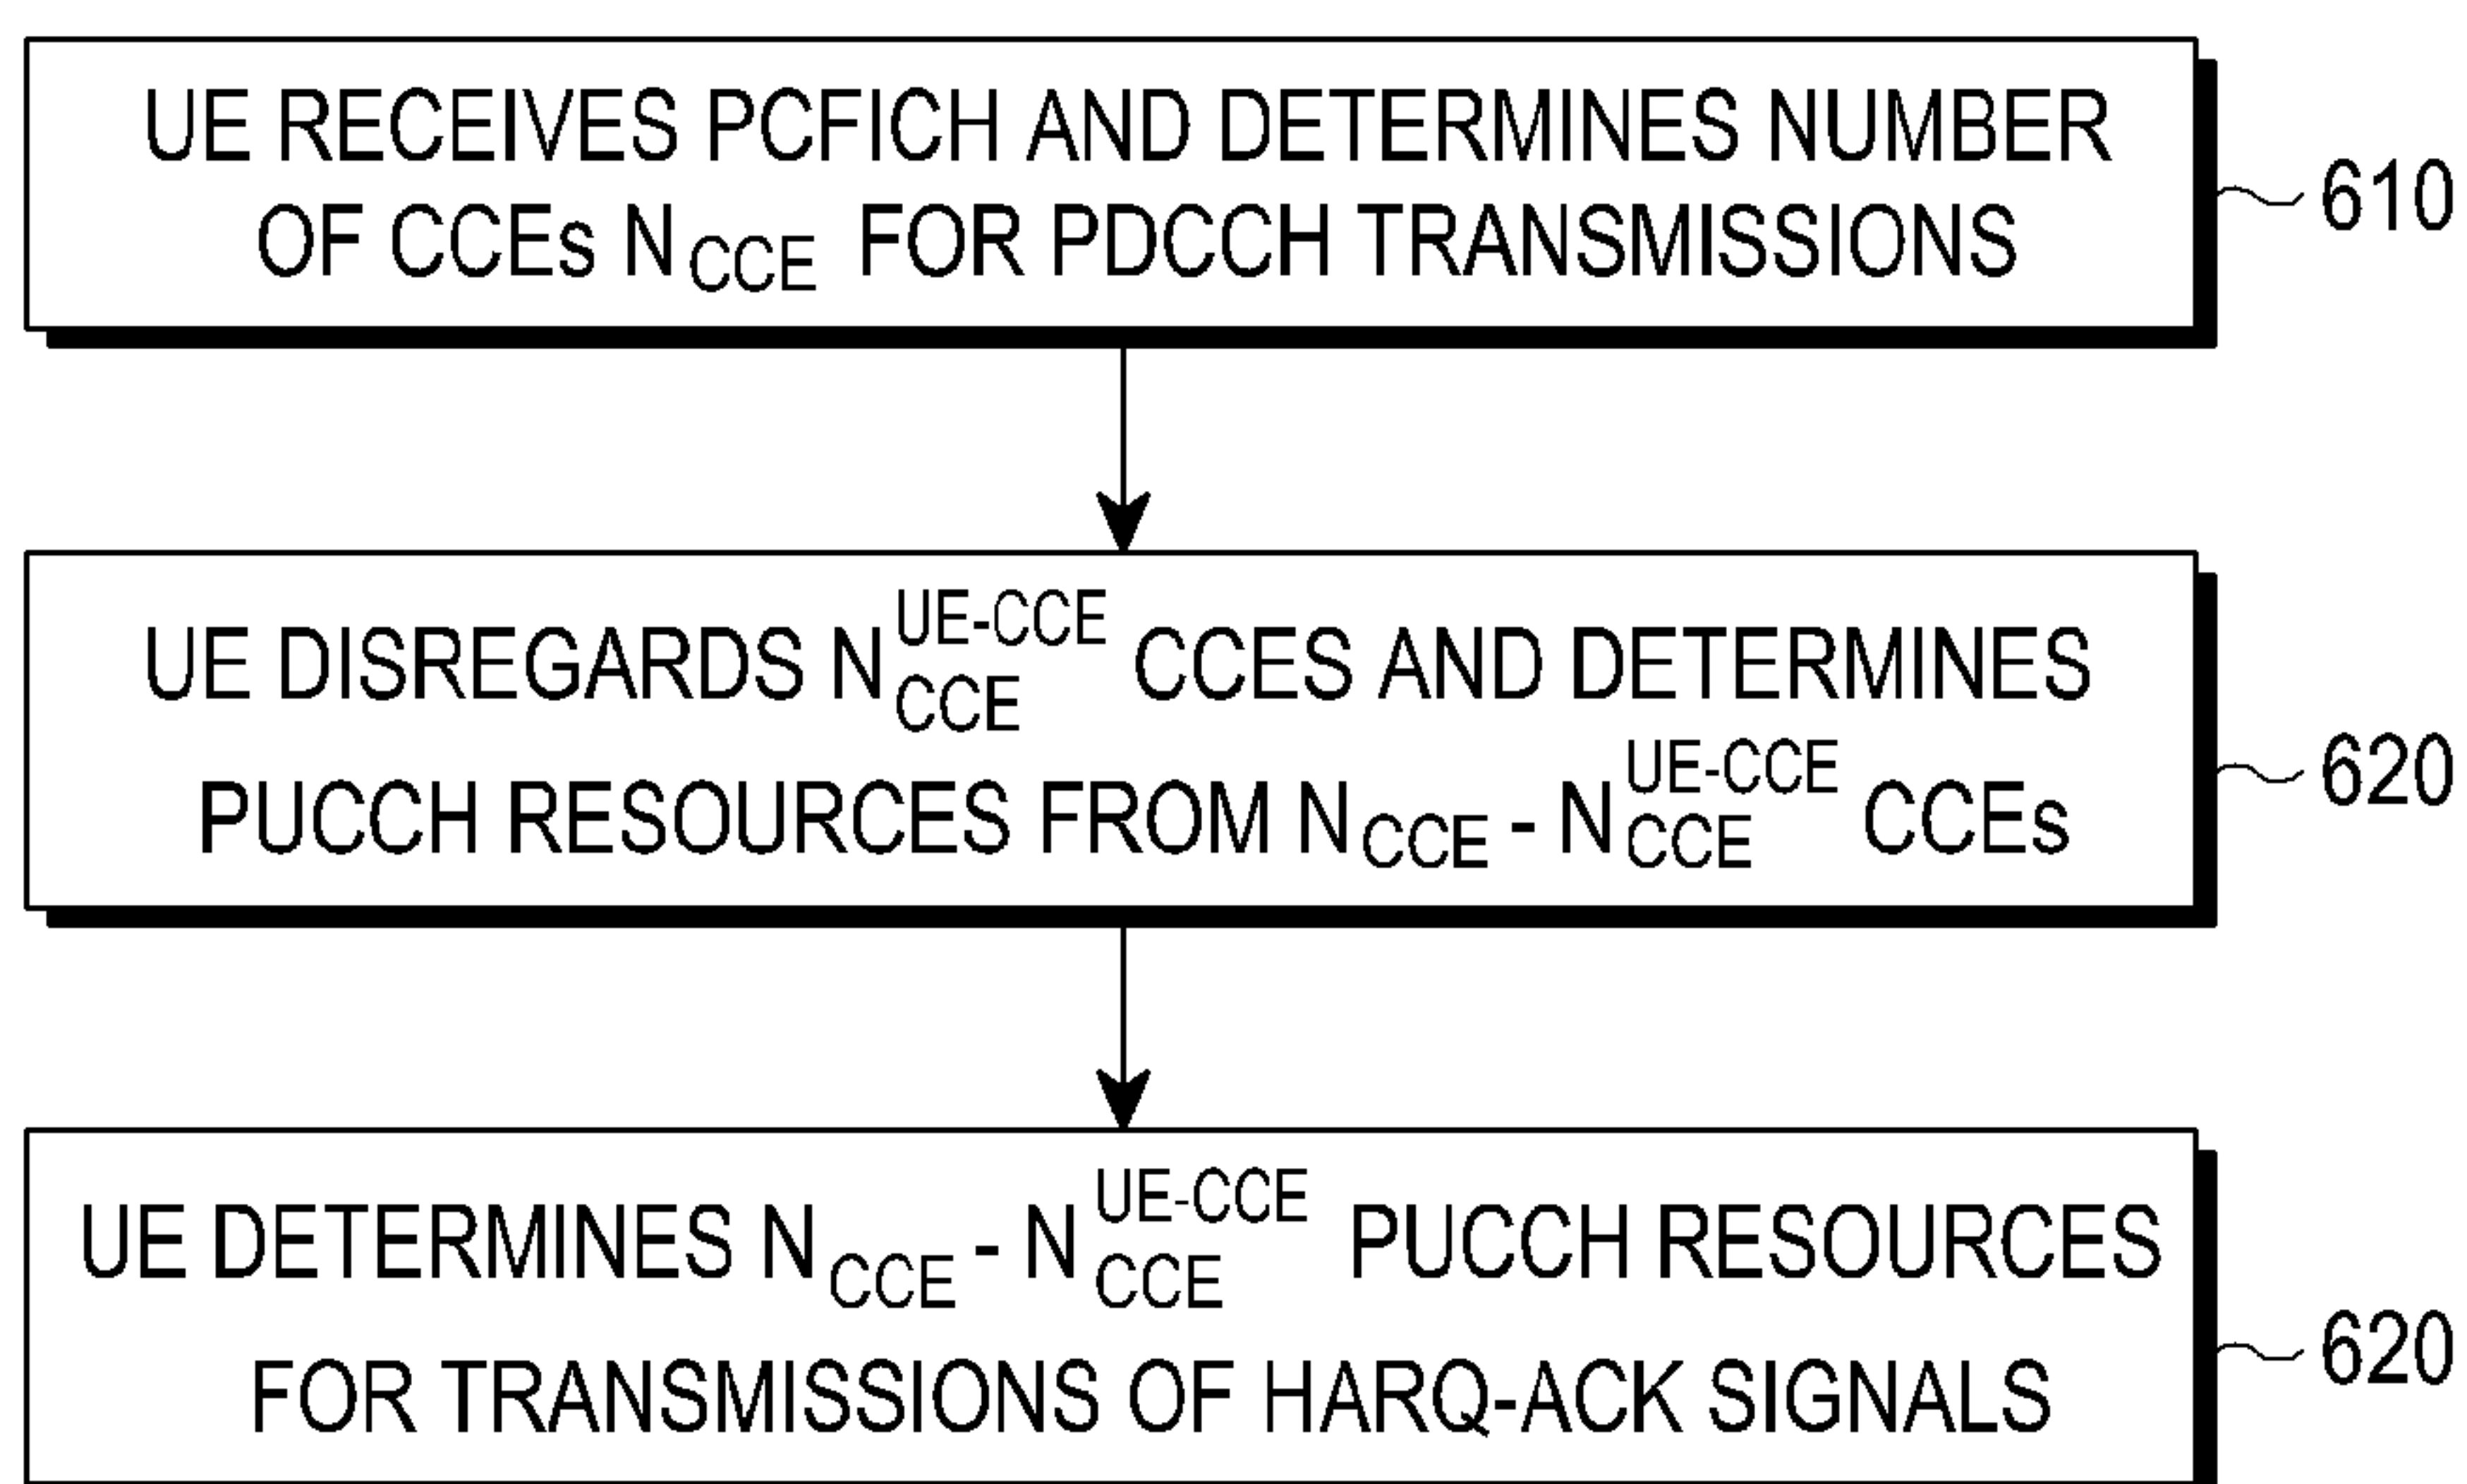 UE RECEIVES PCFICH AND DETERMINES NUMBER
OF CCEs N_CCE FOR PDCCH TRANSMISSIONS
610
UE DISREGARDS N_CCE^UE-CCE CCES AND DETERMINES
PUCCH RESOURCES FROM N_CCE - N_CCE^UE-CCE CCEs
620
UE DETERMINES N_CCE - N_CCE^UE-CCE PUCCH RESOURCES
FOR TRANSMISSIONS OF HARQ-ACK SIGNALS
620